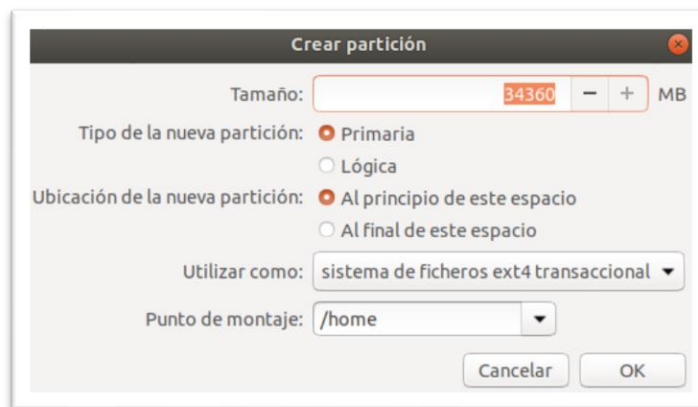 Crear partición
Tamaño: 34360 − + MB
Tipo de la nueva partición: Primaria
Lógica
Ubicación de la nueva partición: Al principio de este espacio
Al final de este espacio
Utilizar como: sistema de ficheros ext4 transaccional
Punto de montaje: /home
Cancelar OK